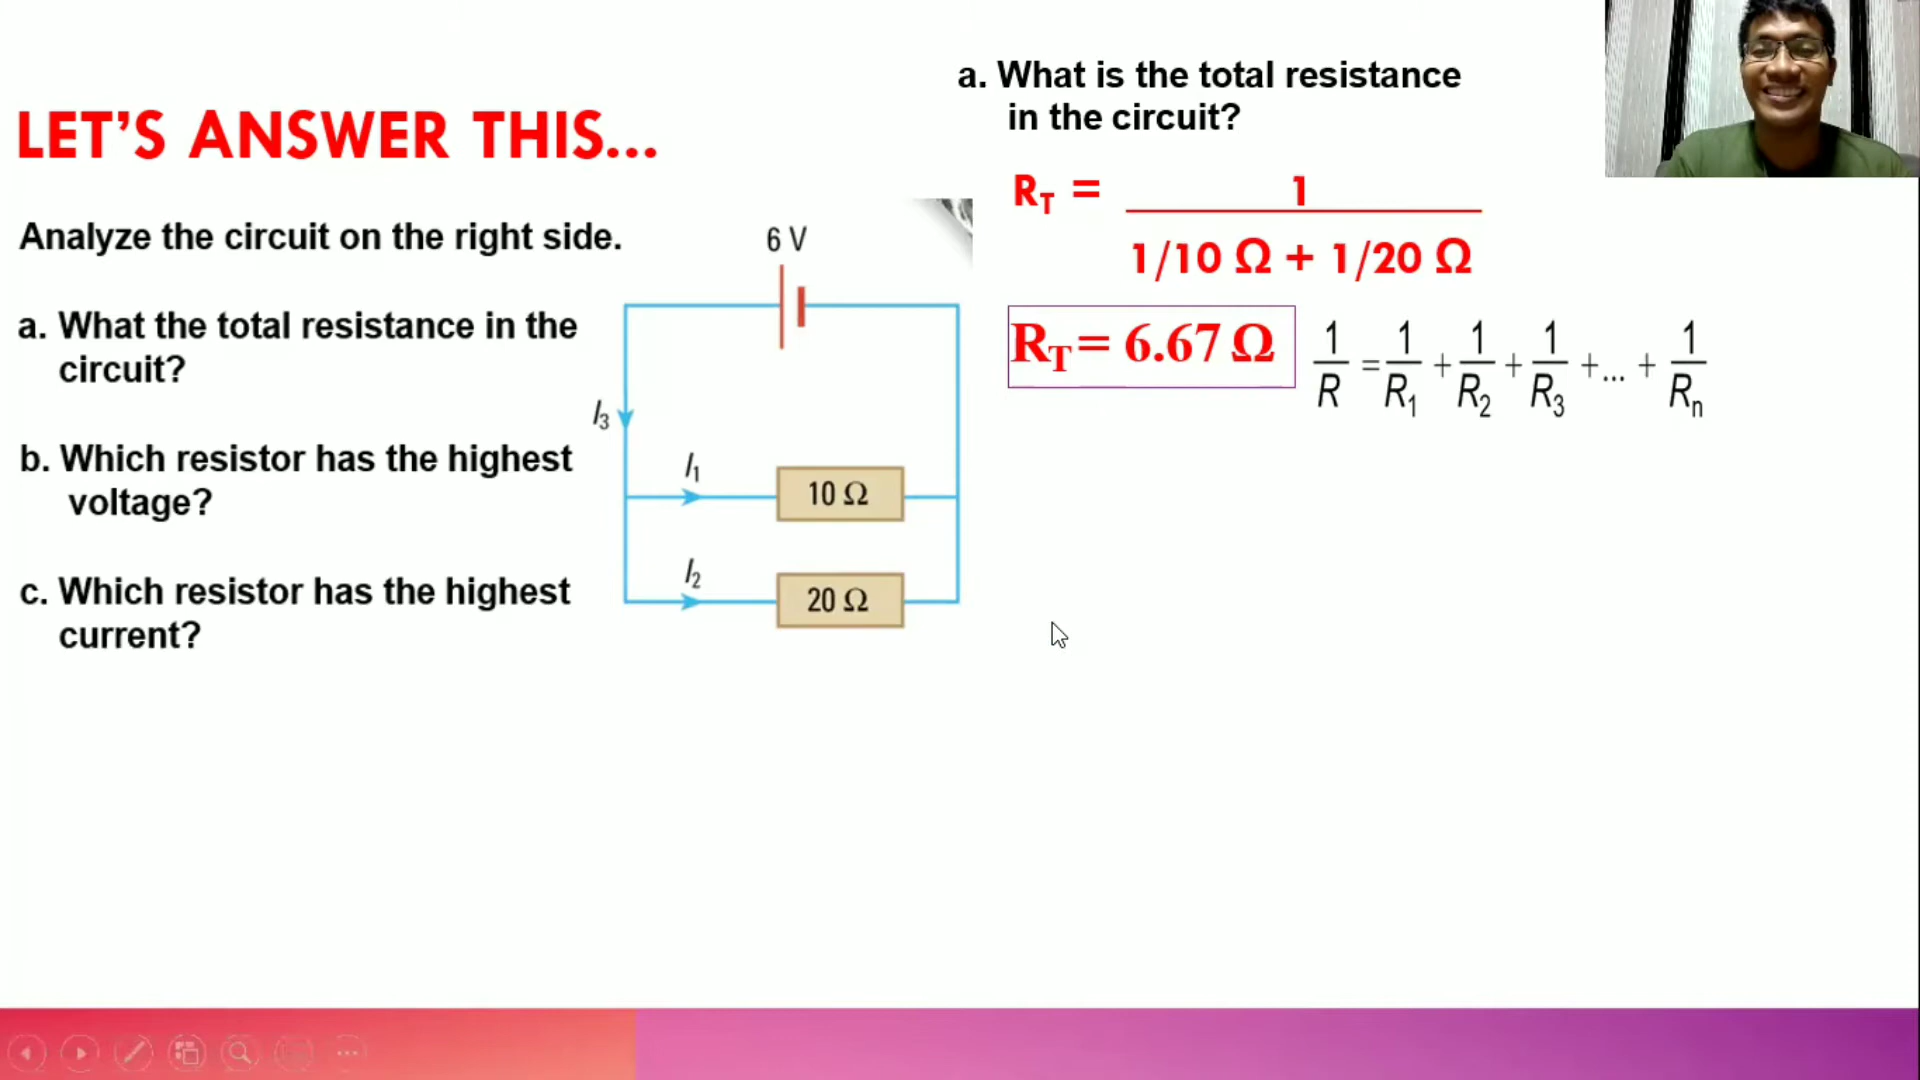 LET'S ANSWER THIS...
Analyze the circuit on the right side.
a. What the total resistance in the
circuit?
b. Which resistor has the highest
voltage?
c. Which resistor has the highest
current?
6 V
I₃
I₁
10 Ω
I₂
20 Ω
a. What is the total resistance
in the circuit?
R_T = 1
1/10 Ω + 1/20 Ω
R_T = 6.67 Ω
1/R = 1/R₁ + 1/R₂ + 1/R₃ +...+ 1/Rₙ